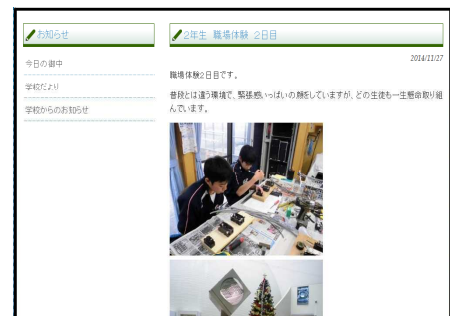 お知らせ
今日の御中
学校だより
学校からのお知らせ
2年生 職場体験 2日目
2014/11/27
職場体験2日目です。
普段とは違う環境で、緊張感いっぱいの顔をしていますが、どの生徒も一生懸命取り組
んでいます。